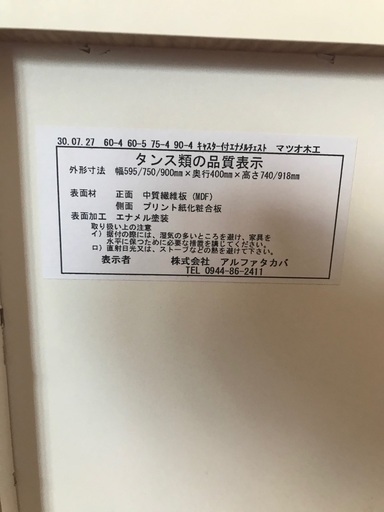 30.07.27 60-4 60-5 75-4 90-4 ｷｬｽﾀｰ付ｴﾅﾒﾙﾁｪｽﾄ マツオ木工
タンス類の品質表示
外形寸法 幅595/750/900mm×奥行400mm×高さ740/918mm
表面材 正面 中質繊維板(MDF)
側面 プリント紙化粧合板
表面加工 エナメル塗装
取り扱い上の注意
イ)据付の際には、湿気の多いところを避け、家具を
水平に保つために必要な措置を講じてください。
ロ)直射日光又は、ストーブなどの熱を避けて下さい。
表示者 株式会社 アルファタカバ
TEL 0944-86-2411